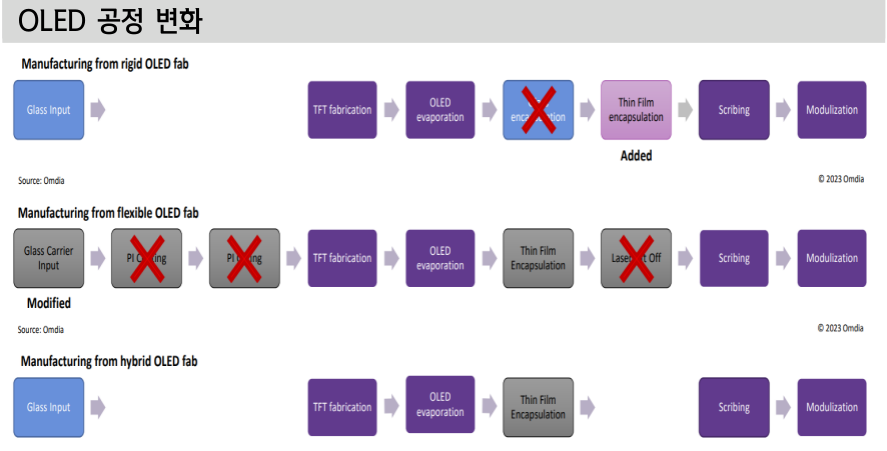 OLED 공정 변화
Manufacturing from rigid OLED fab
Glass Input
TFT fabrication
OLED
evaporation
Thin Film
encapsulation
Scribing
Modulization
Added
Source: Omdia
© 2023 Omdia
Manufacturing from flexible OLED fab
Glass Carrier
Input
TFT fabrication
OLED
evaporation
Thin Film
Encapsulation
Scribing
Modulization
Modified
Source: Omdia
© 2023 Omdia
Manufacturing from hybrid OLED fab
Glass Input
TFT fabrication
OLED
evaporation
Thin Film
Encapsulation
Scribing
Modulization